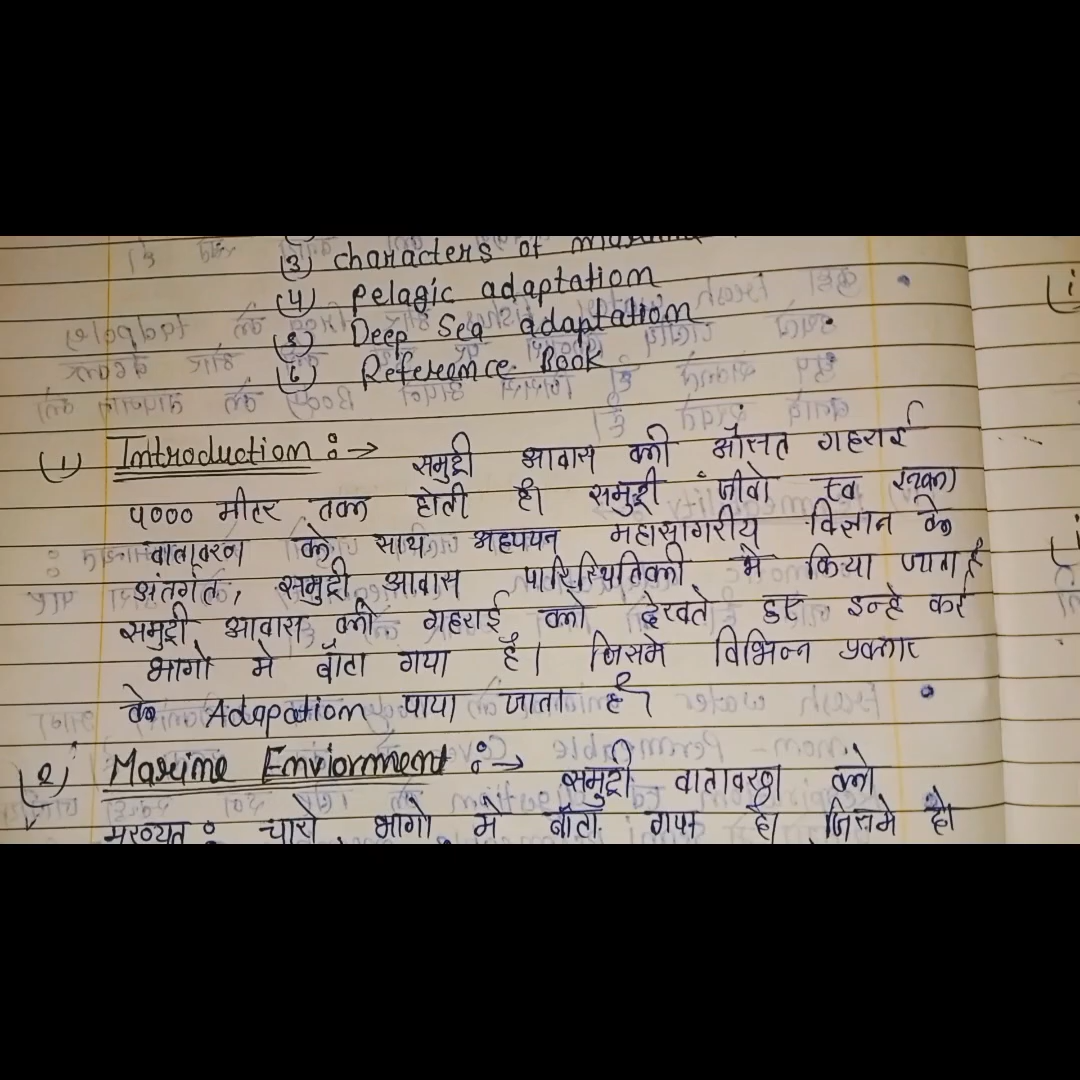 (3) characters of
(4) pelagic adaptation
(5) Deep Sea adaptation
(6) Reference Book
(1) Introduction :→ समुद्री आवास की औसत गहराई
4000 मीटर तक होती है। समुद्री जीवो एव इनका
वातावरण के साथ अध्ययन महासागरीय विज्ञान के
अंतर्गत, समुद्री आवास पारिस्थितिकी मे किया जाता है
समुद्री आवास की गहराई को देखते हुए इन्हे कई
भागो मे बाँटा गया है। जिसमे विभिन्न प्रकार
के Adapation पाया जाता है।
(2) Marine Enviorment :→ समुद्री वातावरण को
मुख्यत : चारो भागो मे बाँटा गया है। जिनमे हो